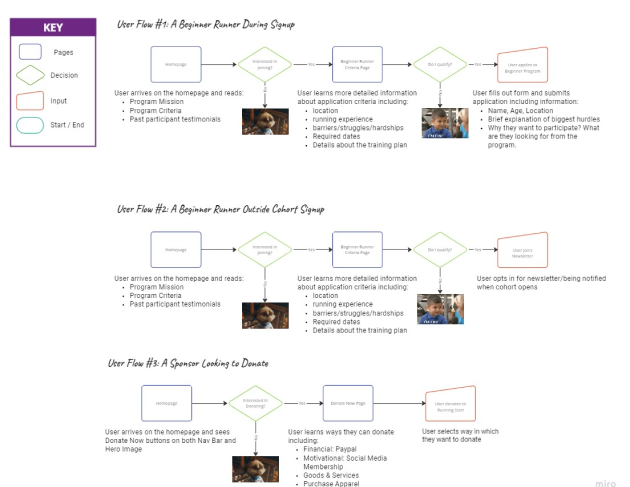 KEY
Pages
Decision
Input
Start / End
User Flow #1: A Beginner Runner During Signup
Homepage
Interested in
joining?
Yes
Beginner Runner
Criteria Page
Do I qualify?
Yes
User applies to
Beginner Program
No
No
User arrives on the homepage and reads:
Program Mission
Program Criteria
Past participant testimonials
User learns more detailed information
about application criteria including:
location
running experience
barriers/struggles/hardships
Required dates
Details about the training plan
User fills out form and submits
application including information:
Name, Age, Location
Brief explanation of biggest hurdles
Why they want to participate? What
are they looking for from the
program.
User Flow #2: A Beginner Runner Outside Cohort Signup
Homepage
Interested in
joining?
Yes
Beginner Runner
Criteria Page
Do I qualify?
Yes
User joins
Newsletter
No
No
User arrives on the homepage and reads:
Program Mission
Program Criteria
Past participant testimonials
User learns more detailed information
about application criteria including:
location
running experience
barriers/struggles/hardships
Required dates
Details about the training plan
User opts in for newsletter/being notified
when cohort opens
User Flow #3: A Sponsor Looking to Donate
Homepage
Interested in
Donating?
Yes
Donate Now Page
User donates to
No
User arrives on the homepage and sees
Donate Now buttons on both Nav Bar and
Hero Image
User learns ways they can donate
including:
Financial: Paypal
Motivational: Social Media
Membership
Goods & Services
Purchase Apparel
User selects way in which
they want to donate
miro